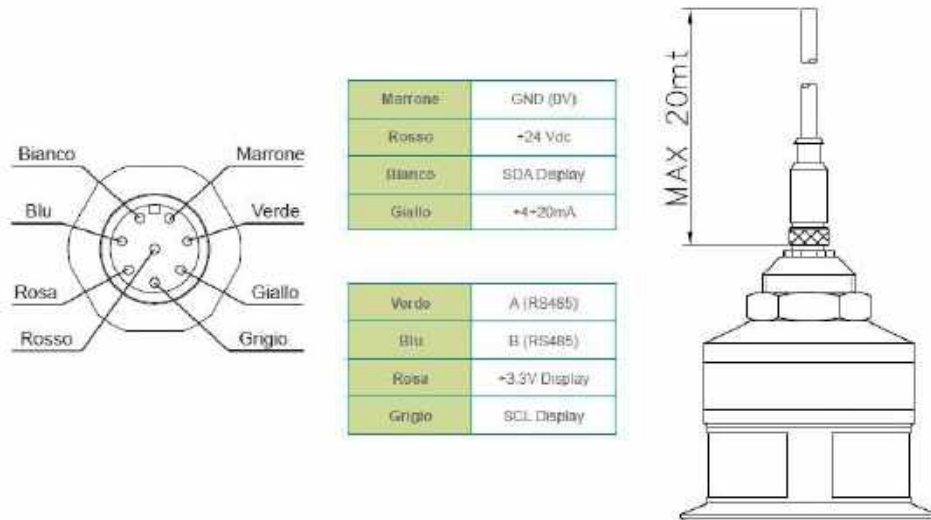 Bianco
Marrone
Blu
Verde
Rosa
Giallo
Rosso
Grigio
Marrone GND (0V)
Rosso +24 Vdc
Bianco SDA Display
Giallo +4÷20mA
Verde A (RS485)
Blu B (RS485)
Rosa +3.3V Display
Grigio SCL Display
MAX 20mt